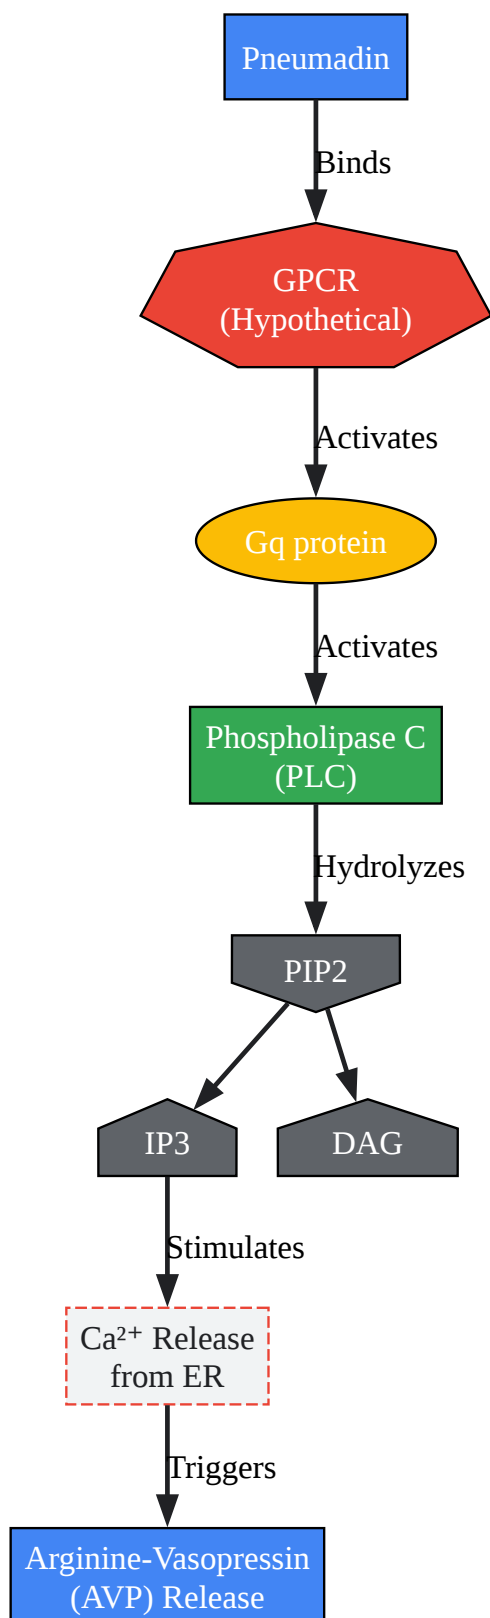 Pneumadin
Binds
GPCR
(Hypothetical)
Activates
Gq protein
Activates
Phospholipase C
(PLC)
Hydrolyzes
PIP2
IP3
DAG
Stimulates
Ca²⁺ Release
from ER
Triggers
Arginine-Vasopressin
(AVP) Release